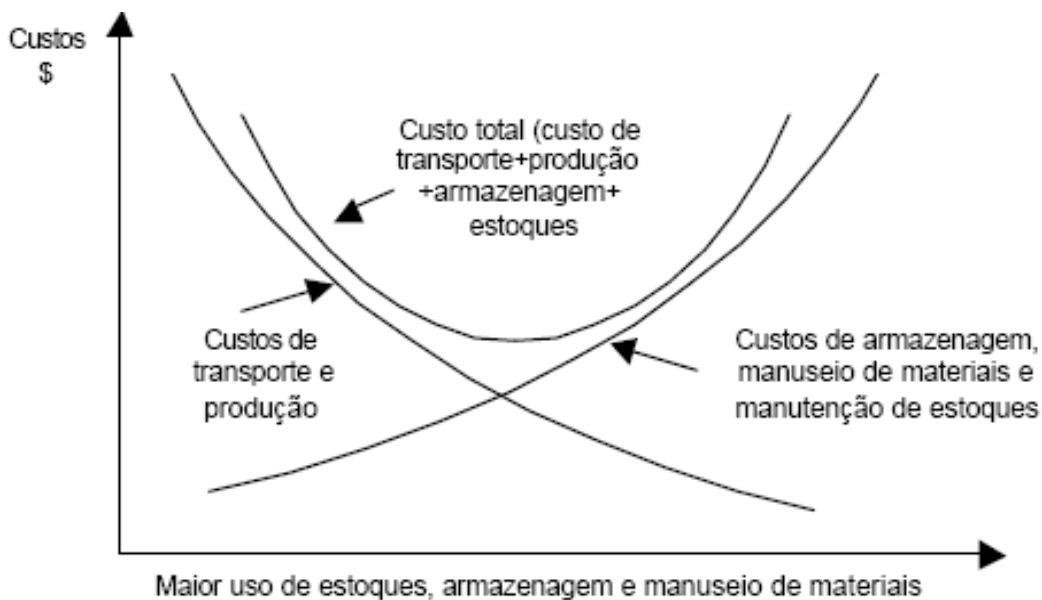 Custos
$
Custo total (custo de
transporte+produção
+armazenagem+
estoques
Custos de
transporte e
produção
Custos de armazenagem,
manuseio de materiais e
manutenção de estoques
Maior uso de estoques, armazenagem e manuseio de materiais